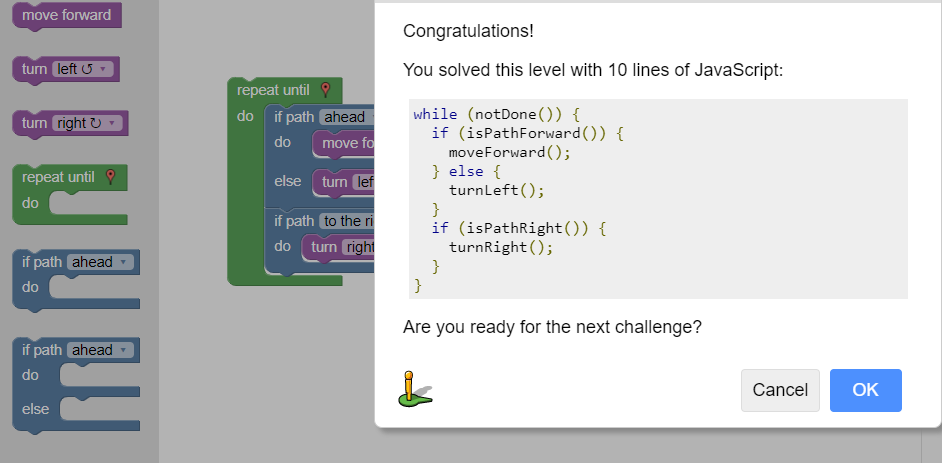 move forward
turn left ↺ ▾
turn right ↻ ▾
repeat until
do
if path ahead ▾
do
if path ahead ▾
do
else
repeat until
do
if path ahead
do
move fo
else
turn lef
if path to the ri
do
turn right
Congratulations!
You solved this level with 10 lines of JavaScript:
while (notDone()) {
  if (isPathForward()) {
    moveForward();
  } else {
    turnLeft();
  }
  if (isPathRight()) {
    turnRight();
  }
}
Are you ready for the next challenge?
Cancel
OK